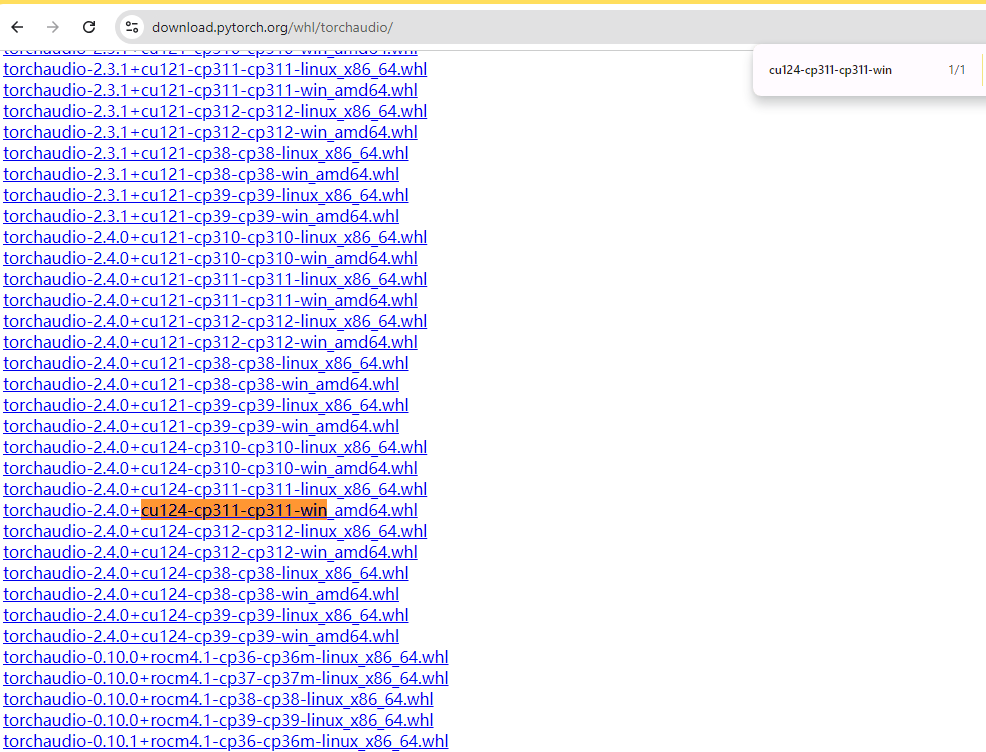 download.pytorch.org/whl/torchaudio/
cu124-cp311-cp311-win 1/1
torchaudio-2.3.1+cu121-cp310-cp310-win_amd64.whl
torchaudio-2.3.1+cu121-cp311-cp311-linux_x86_64.whl
torchaudio-2.3.1+cu121-cp311-cp311-win_amd64.whl
torchaudio-2.3.1+cu121-cp312-cp312-linux_x86_64.whl
torchaudio-2.3.1+cu121-cp312-cp312-win_amd64.whl
torchaudio-2.3.1+cu121-cp38-cp38-linux_x86_64.whl
torchaudio-2.3.1+cu121-cp38-cp38-win_amd64.whl
torchaudio-2.3.1+cu121-cp39-cp39-linux_x86_64.whl
torchaudio-2.3.1+cu121-cp39-cp39-win_amd64.whl
torchaudio-2.4.0+cu121-cp310-cp310-linux_x86_64.whl
torchaudio-2.4.0+cu121-cp310-cp310-win_amd64.whl
torchaudio-2.4.0+cu121-cp311-cp311-linux_x86_64.whl
torchaudio-2.4.0+cu121-cp311-cp311-win_amd64.whl
torchaudio-2.4.0+cu121-cp312-cp312-linux_x86_64.whl
torchaudio-2.4.0+cu121-cp312-cp312-win_amd64.whl
torchaudio-2.4.0+cu121-cp38-cp38-linux_x86_64.whl
torchaudio-2.4.0+cu121-cp38-cp38-win_amd64.whl
torchaudio-2.4.0+cu121-cp39-cp39-linux_x86_64.whl
torchaudio-2.4.0+cu121-cp39-cp39-win_amd64.whl
torchaudio-2.4.0+cu124-cp310-cp310-linux_x86_64.whl
torchaudio-2.4.0+cu124-cp310-cp310-win_amd64.whl
torchaudio-2.4.0+cu124-cp311-cp311-linux_x86_64.whl
torchaudio-2.4.0+cu124-cp311-cp311-win_amd64.whl
torchaudio-2.4.0+cu124-cp312-cp312-linux_x86_64.whl
torchaudio-2.4.0+cu124-cp312-cp312-win_amd64.whl
torchaudio-2.4.0+cu124-cp38-cp38-linux_x86_64.whl
torchaudio-2.4.0+cu124-cp38-cp38-win_amd64.whl
torchaudio-2.4.0+cu124-cp39-cp39-linux_x86_64.whl
torchaudio-2.4.0+cu124-cp39-cp39-win_amd64.whl
torchaudio-0.10.0+rocm4.1-cp36-cp36m-linux_x86_64.whl
torchaudio-0.10.0+rocm4.1-cp37-cp37m-linux_x86_64.whl
torchaudio-0.10.0+rocm4.1-cp38-cp38-linux_x86_64.whl
torchaudio-0.10.0+rocm4.1-cp39-cp39-linux_x86_64.whl
torchaudio-0.10.1+rocm4.1-cp36-cp36m-linux_x86_64.whl